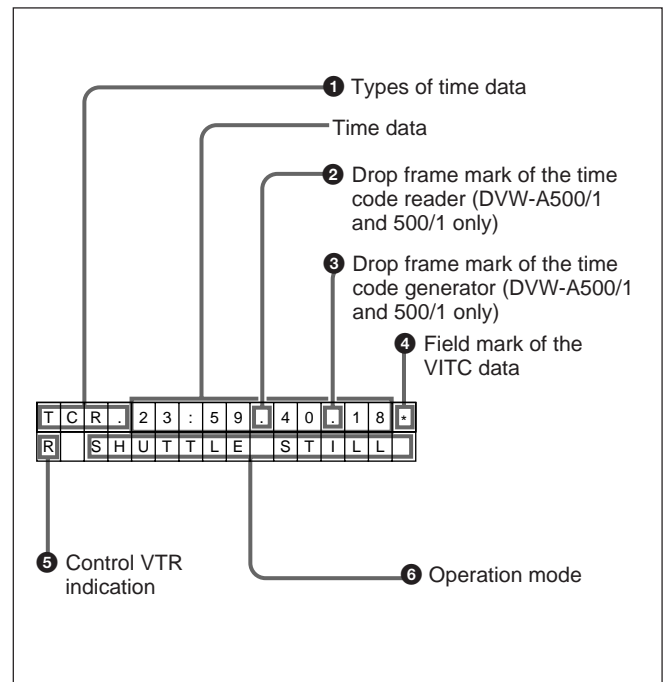 ❶ Types of time data
Time data
❷ Drop frame mark of the time
code reader (DVW-A500/1
and 500/1 only)
❸ Drop frame mark of the time
code generator (DVW-A500/1
and 500/1 only)
❹ Field mark of the
VITC data
TCR.23:59.40.18*
R SHUTTLE STILL
❺ Control VTR
indication
❻ Operation mode